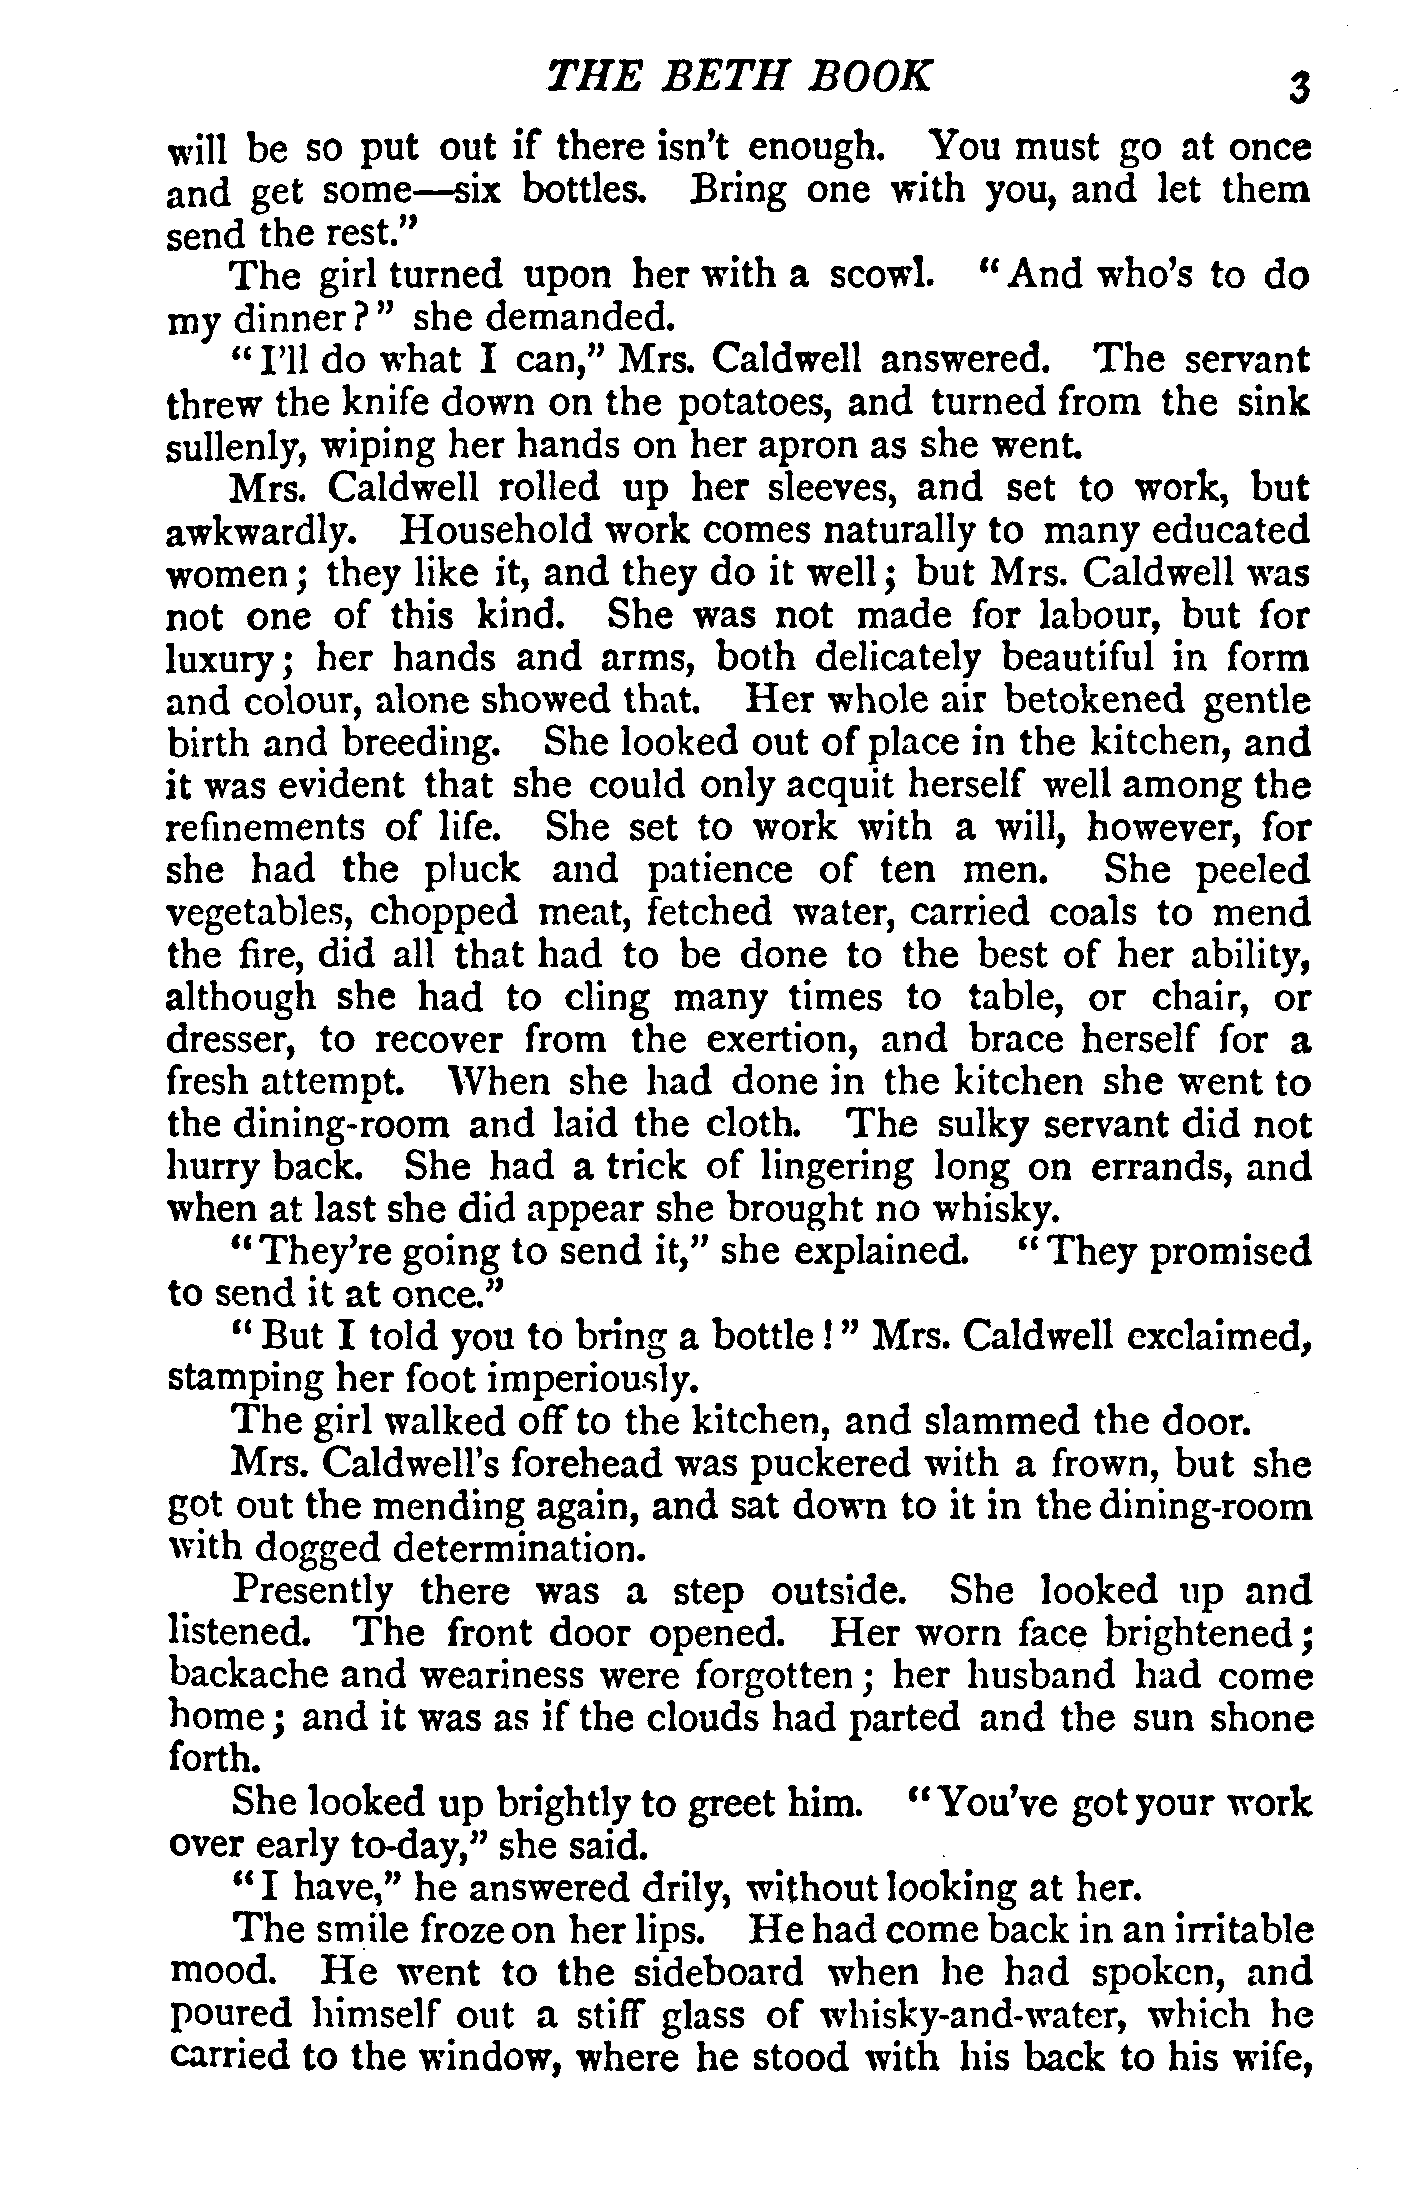 THE BETH BOOK 3
will be so put out if there isn't enough. You must go at once
and get some—six bottles. Bring one with you, and let them
send the rest."
The girl turned upon her with a scowl. "And who's to do
my dinner?" she demanded.
"I'll do what I can," Mrs. Caldwell answered. The servant
threw the knife down on the potatoes, and turned from the sink
sullenly, wiping her hands on her apron as she went.
Mrs. Caldwell rolled up her sleeves, and set to work, but
awkwardly. Household work comes naturally to many educated
women; they like it, and they do it well; but Mrs. Caldwell was
not one of this kind. She was not made for labour, but for
luxury; her hands and arms, both delicately beautiful in form
and colour, alone showed that. Her whole air betokened gentle
birth and breeding. She looked out of place in the kitchen, and
it was evident that she could only acquit herself well among the
refinements of life. She set to work with a will, however, for
she had the pluck and patience of ten men. She peeled
vegetables, chopped meat, fetched water, carried coals to mend
the fire, did all that had to be done to the best of her ability,
although she had to cling many times to table, or chair, or
dresser, to recover from the exertion, and brace herself for a
fresh attempt. When she had done in the kitchen she went to
the dining-room and laid the cloth. The sulky servant did not
hurry back. She had a trick of lingering long on errands, and
when at last she did appear she brought no whisky.
"They're going to send it," she explained. "They promised
to send it at once."
"But I told you to bring a bottle!" Mrs. Caldwell exclaimed,
stamping her foot imperiously.
The girl walked off to the kitchen, and slammed the door.
Mrs. Caldwell's forehead was puckered with a frown, but she
got out the mending again, and sat down to it in the dining-room
with dogged determination.
Presently there was a step outside. She looked up and
listened. The front door opened. Her worn face brightened;
backache and weariness were forgotten; her husband had come
home; and it was as if the clouds had parted and the sun shone
forth.
She looked up brightly to greet him. "You've got your work
over early to-day," she said.
"I have," he answered drily, without looking at her.
The smile froze on her lips. He had come back in an irritable
mood. He went to the sideboard when he had spoken, and
poured himself out a stiff glass of whisky-and-water, which he
carried to the window, where he stood with his back to his wife,